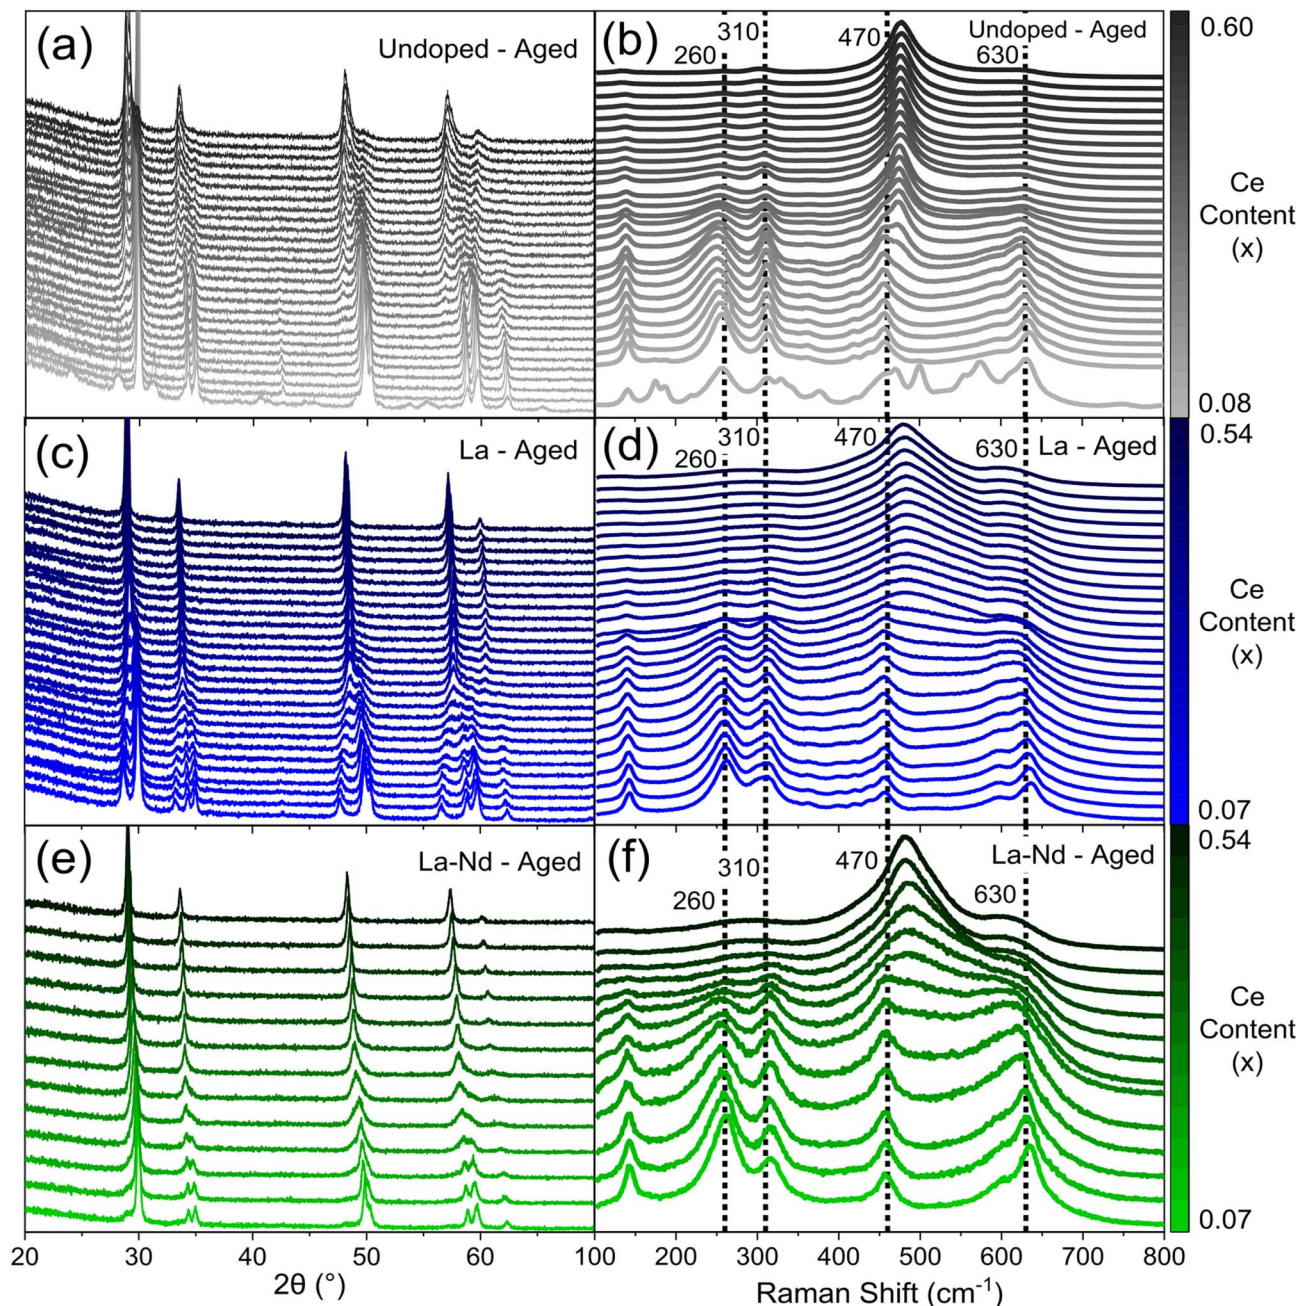 (a)
Undoped - Aged
(b)
310
470
Undoped - Aged
260
630
0.60
Ce
Content
(x)
0.08
(c)
La - Aged
(d)
310
470
La - Aged
260
630
0.54
Ce
Content
(x)
0.07
(e)
La-Nd - Aged
(f)
310
470
La-Nd - Aged
260
630
0.54
Ce
Content
(x)
0.07
20 30 40 50 60 100 200 300 400 500 600 700 800
2θ (°)
Raman Shift (cm⁻¹)